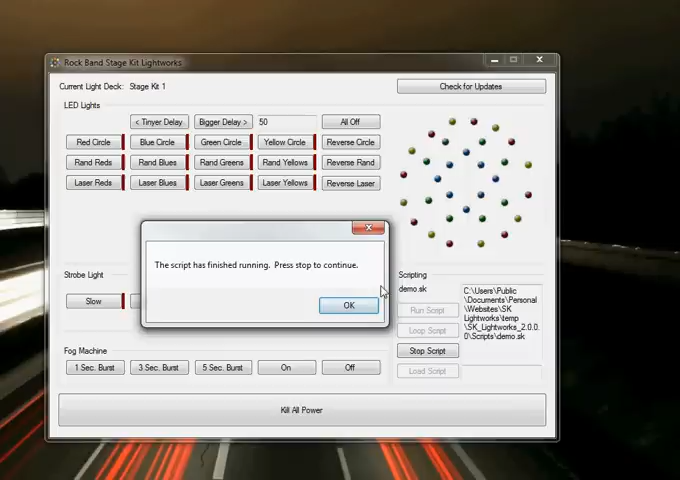 Rock Band Stage Kit Lightworks
Current Light Deck: Stage Kit 1
Check for Updates
LED Lights
< Tinyer Delay
Bigger Delay >
50
All Off
Red Circle
Blue Circle
Green Circle
Yellow Circle
Reverse Circle
Rand Reds
Rand Blues
Rand Greens
Rand Yellows
Reverse Rand
Laser Reds
Laser Blues
Laser Greens
Laser Yellows
Reverse Laser
The script has finished running. Press stop to continue.
OK
Strobe Light
Slow
Scripting
demo.sk
C:\Users\Public
\Documents\Personal
\Websites\SK
Lightworks\temp
\SK_Lightworks_2.0.0.
0\Scripts\demo.sk
Run Script
Loop Script
Stop Script
Load Script
Fog Machine
1 Sec. Burst
3 Sec. Burst
5 Sec. Burst
On
Off
Kill All Power